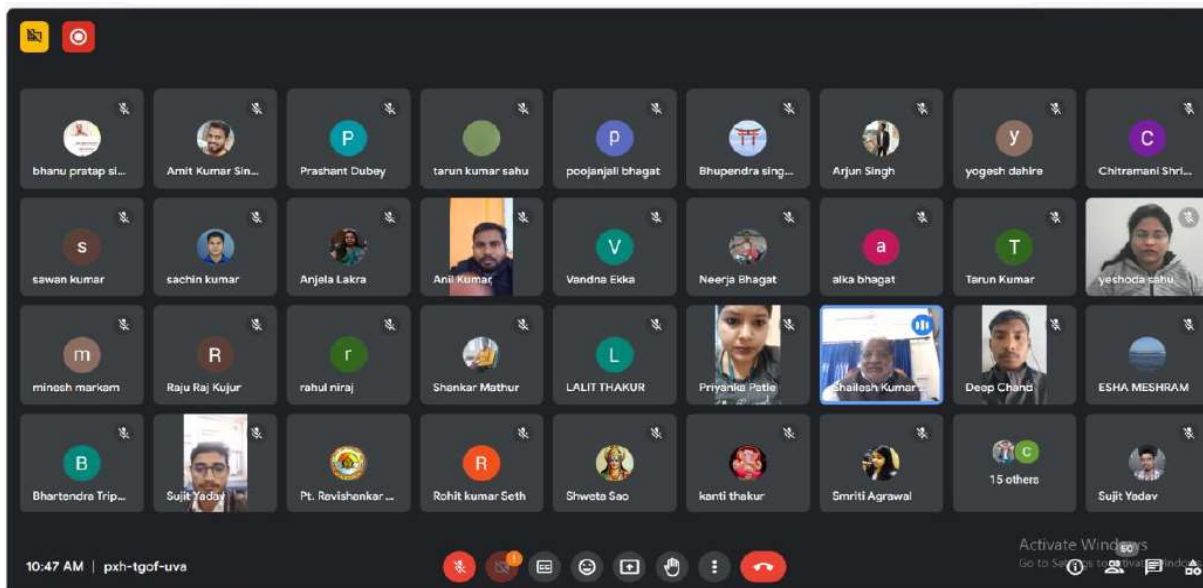 bhanu pratap si...
Amit Kumar Sin...
P
Prashant Dubey
tarun kumar sahu
p
poojanjali bhagat
Bhupendra sing...
Arjun Singh
y
yogesh dahire
C
Chitramani Shri...
s
sawan kumar
sachin kumar
Anjela Lakra
Anil Kumar
V
Vandna Ekka
Neerja Bhagat
a
alka bhagat
T
Tarun Kumar
yeshoda sahu
m
minesh markam
R
Raju Raj Kujur
r
rahul niraj
Shankar Mathur
L
LALIT THAKUR
Priyanka Patle
Shailesh Kumar ...
Deep Chand
ESHA MESHRAM
B
Bhartendra Trip...
Sujit Yadav
Pt. Ravishankar ...
R
Rohit kumar Seth
Shweta Sao
kanti thakur
Smriti Agrawal
C
15 others
Sujit Yadav
Activate Windows
10:47 AM | pxh-tgof-uva
50